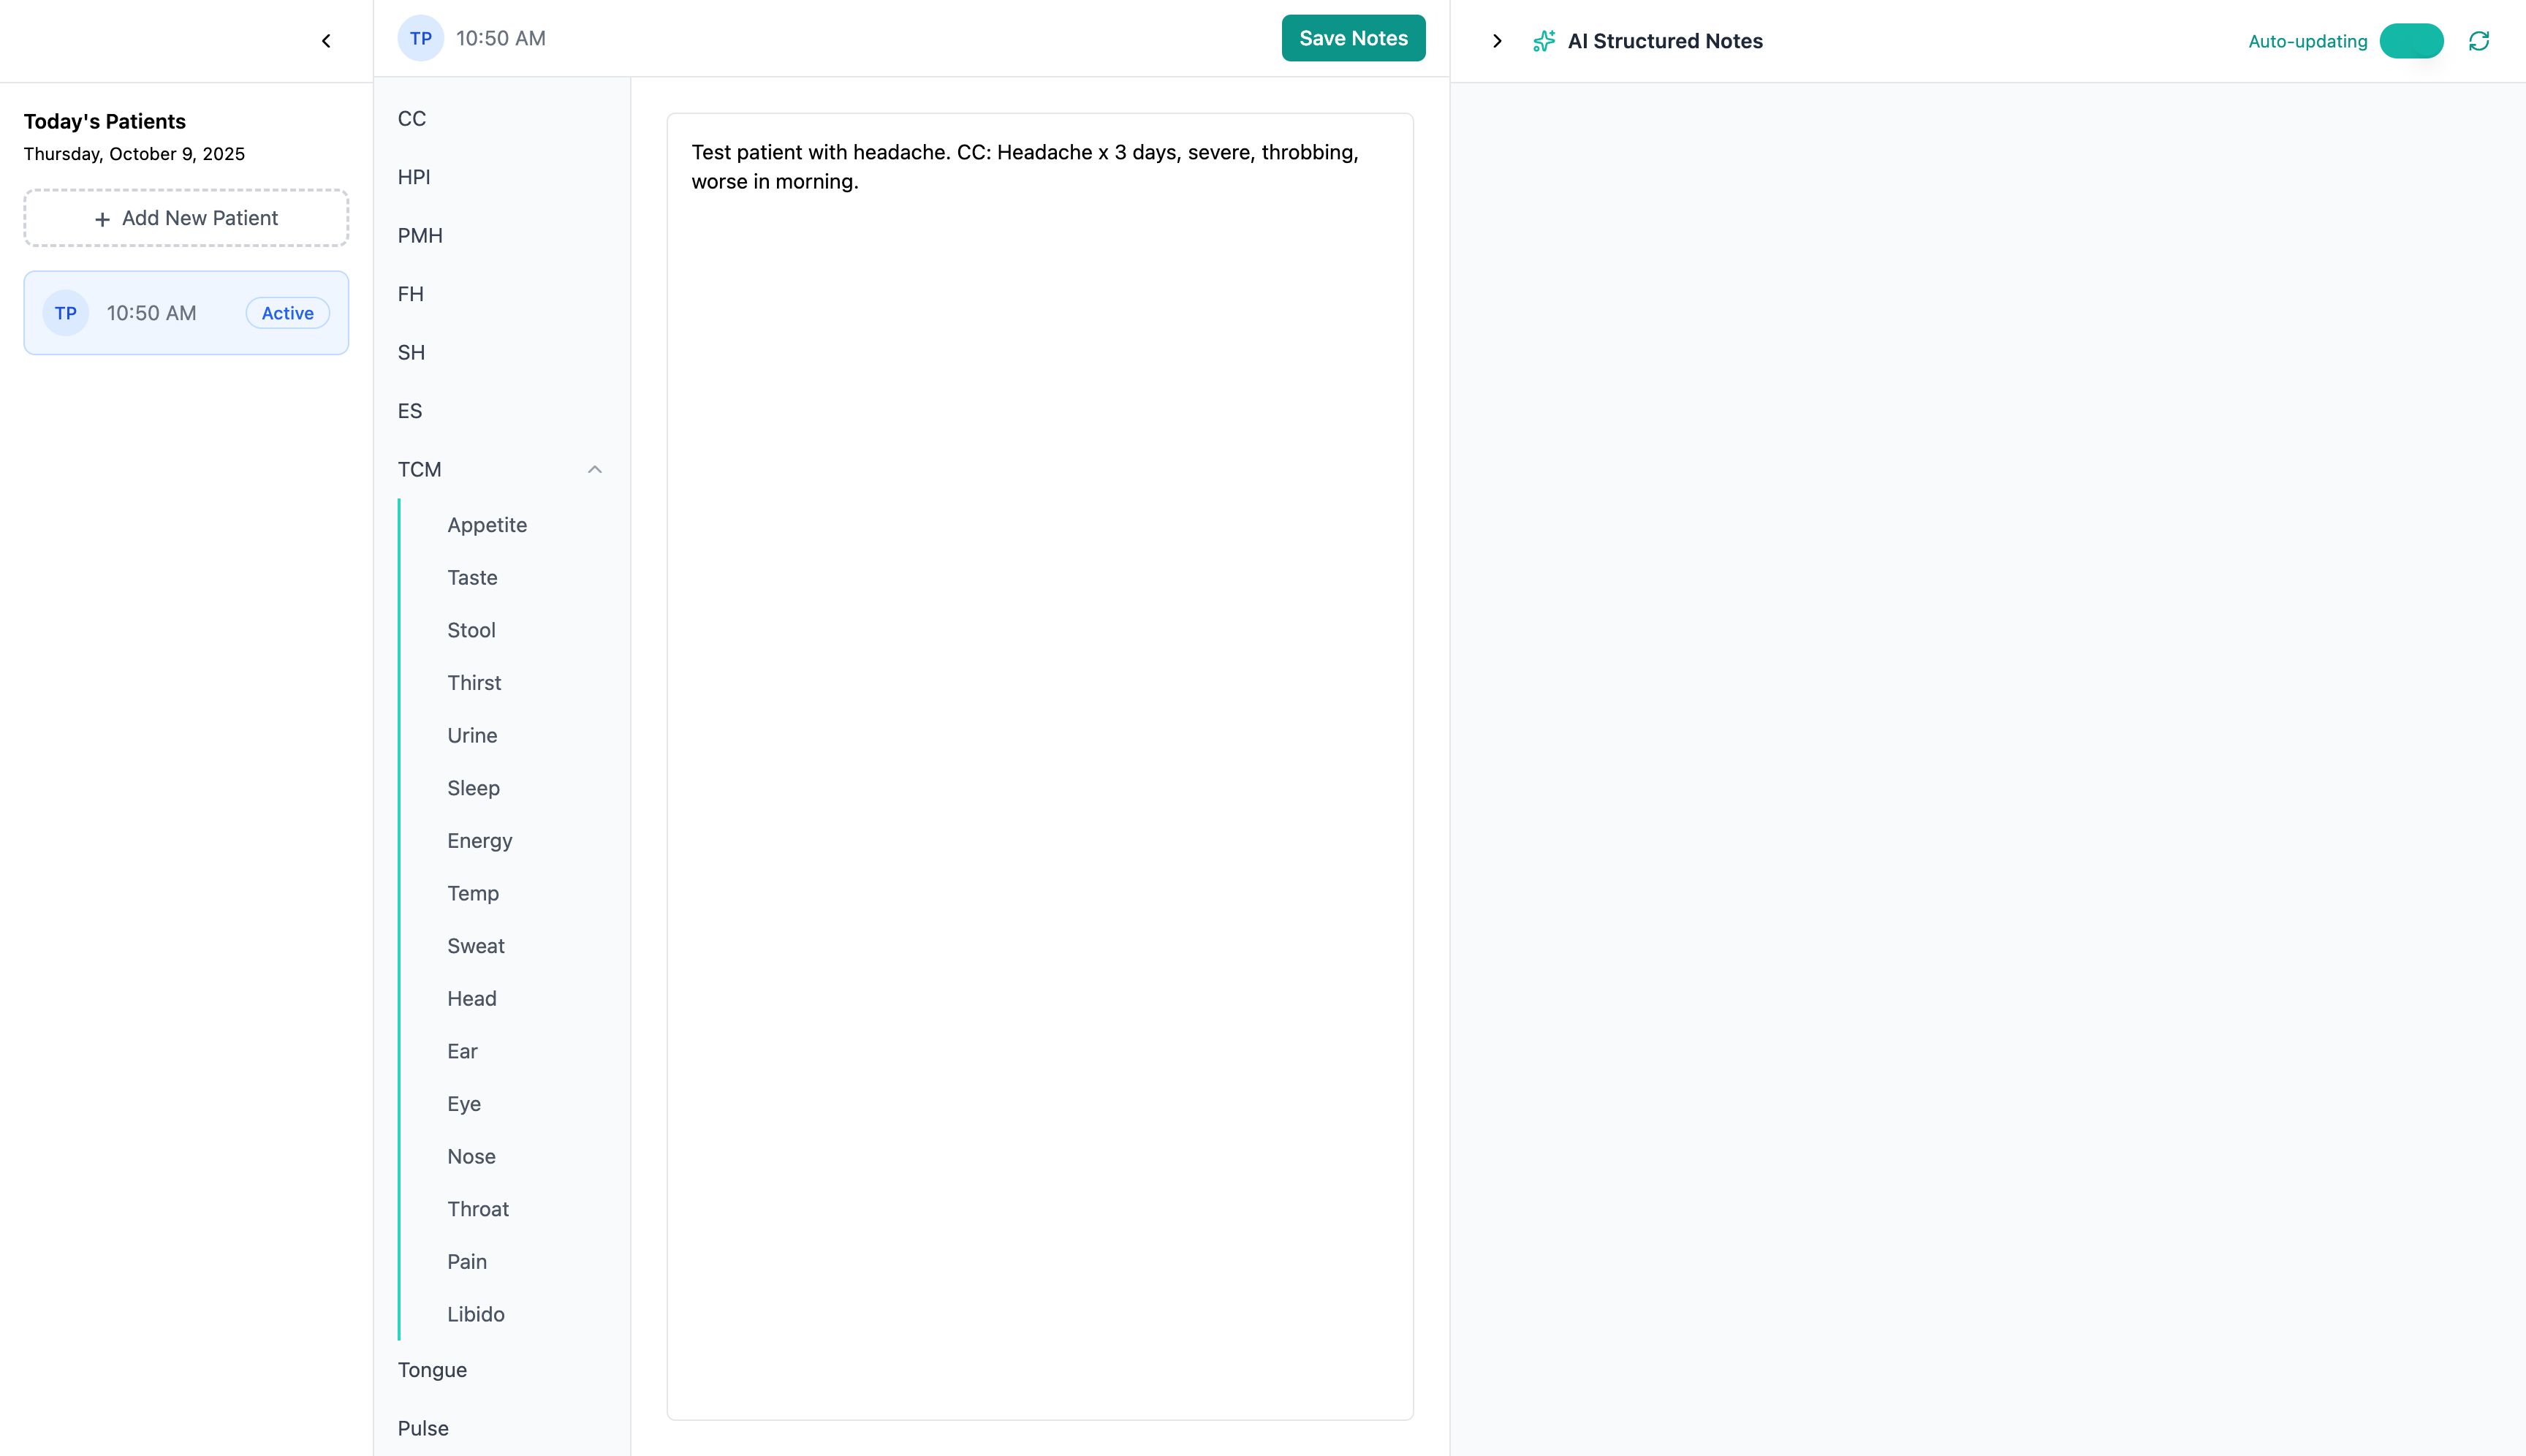 Today's Patients
Thursday, October 9, 2025
+ Add New Patient
TP 10:50 AM Active
TP 10:50 AM
Save Notes
CC
HPI
PMH
FH
SH
ES
TCM
Appetite
Taste
Stool
Thirst
Urine
Sleep
Energy
Temp
Sweat
Head
Ear
Eye
Nose
Throat
Pain
Libido
Tongue
Pulse
Test patient with headache. CC: Headache x 3 days, severe, throbbing,
worse in morning.
AI Structured Notes
Auto-updating